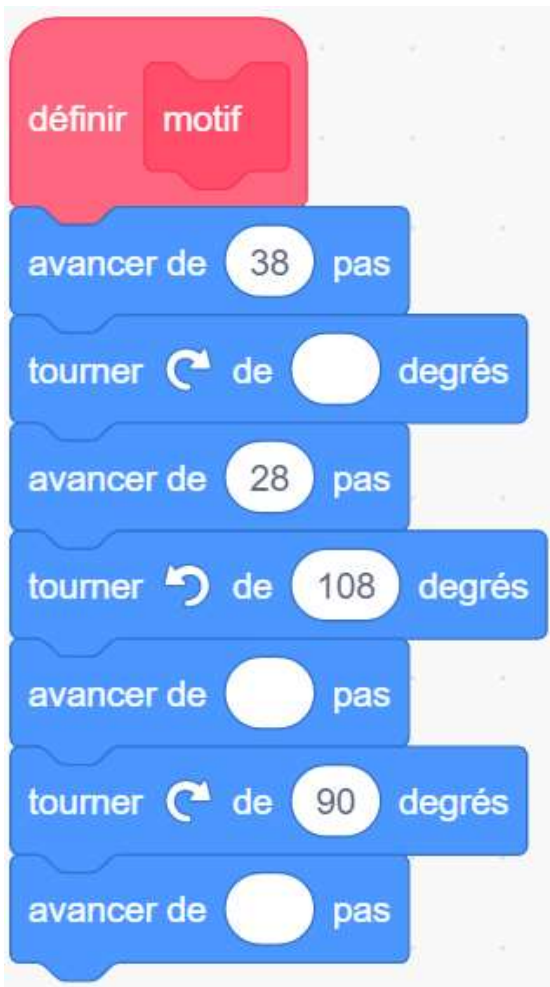 définir motif
avancer de 38 pas
tourner de degrés
avancer de 28 pas
tourner de 108 degrés
avancer de pas
tourner de 90 degrés
avancer de pas